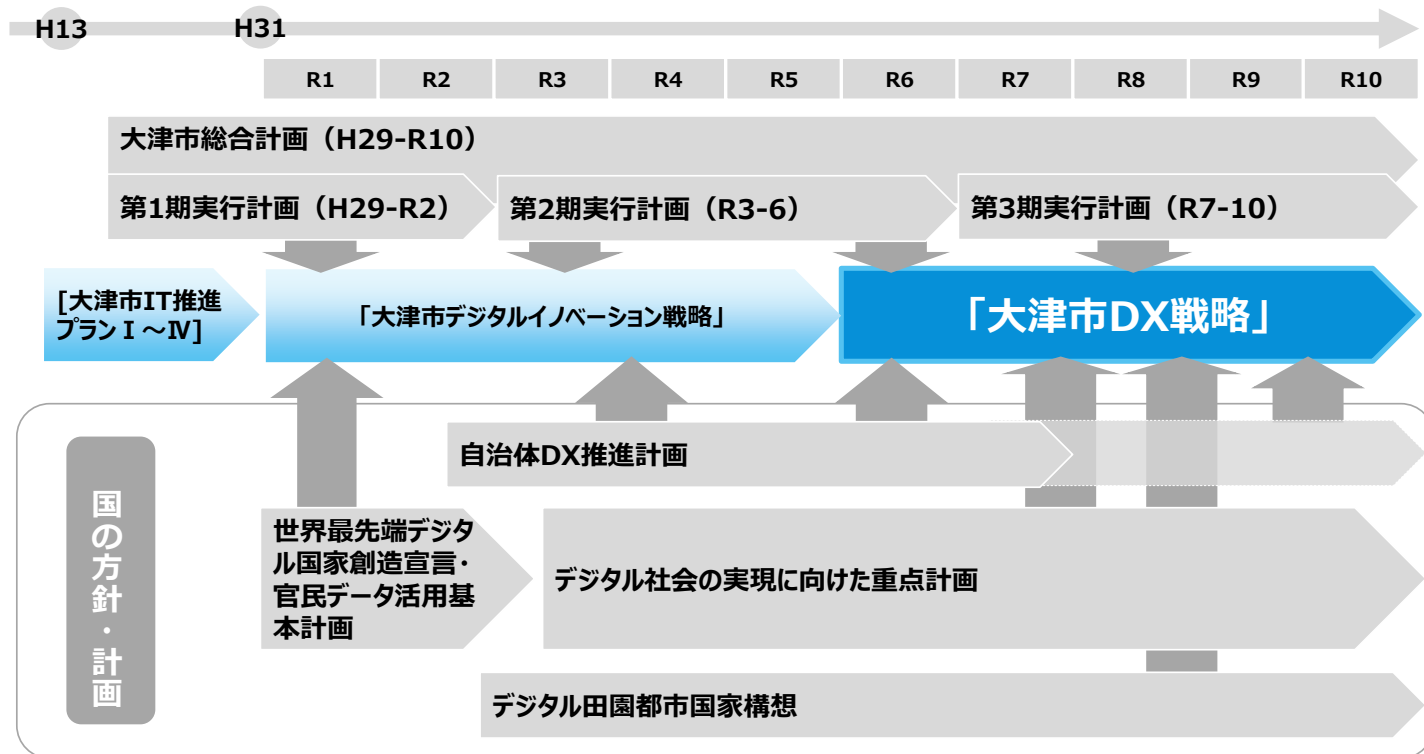 H13
H31
R1
R2
R3
R4
R5
R6
R7
R8
R9
R10
大津市総合計画（H29-R10）
第1期実行計画（H29-R2）
第2期実行計画（R3-6）
第3期実行計画（R7-10）
[大津市IT推進
プランⅠ～Ⅳ]
「大津市デジタルイノベーション戦略」
「大津市DX戦略」
国の方針・計画
自治体DX推進計画
世界最先端デジタ
ル国家創造宣言・
官民データ活用基
本計画
デジタル社会の実現に向けた重点計画
デジタル田園都市国家構想